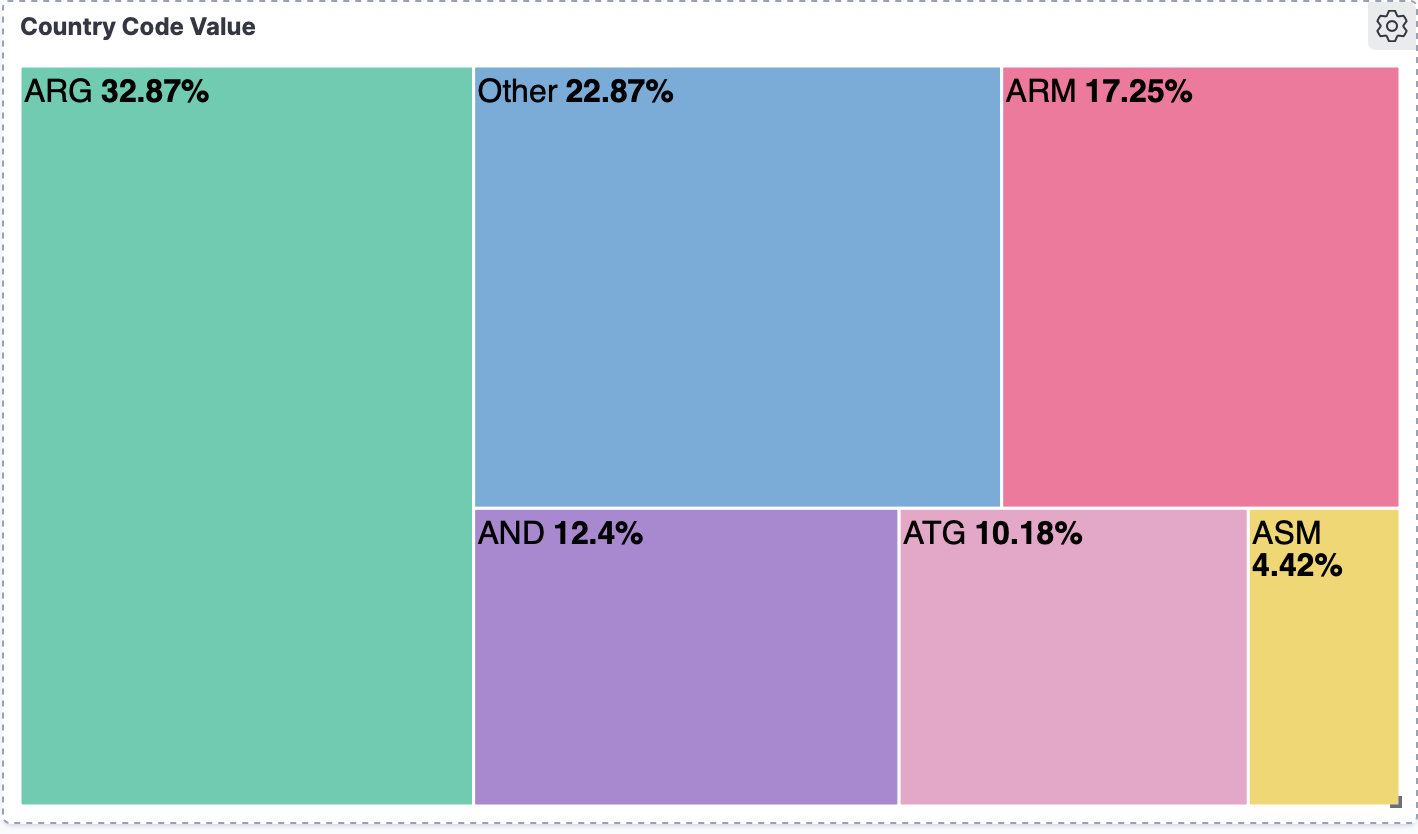 Country Code Value
ARG 32.87%
Other 22.87%
ARM 17.25%
AND 12.4%
ATG 10.18%
ASM
4.42%